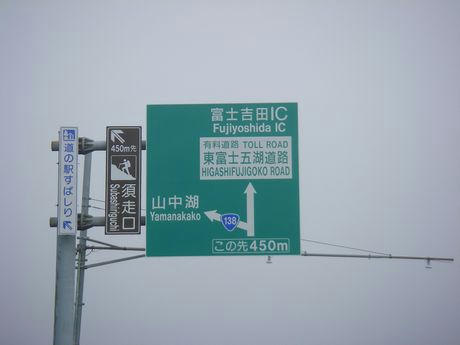 道の駅すばしり
450m先
須走口
Subashiriguchi
富士吉田IC
Fujiyoshida IC
有料道路 TOLL ROAD
東富士五湖道路
HIGASHIFUJIGOKO ROAD
山中湖
Yamanakako
138
この先450m